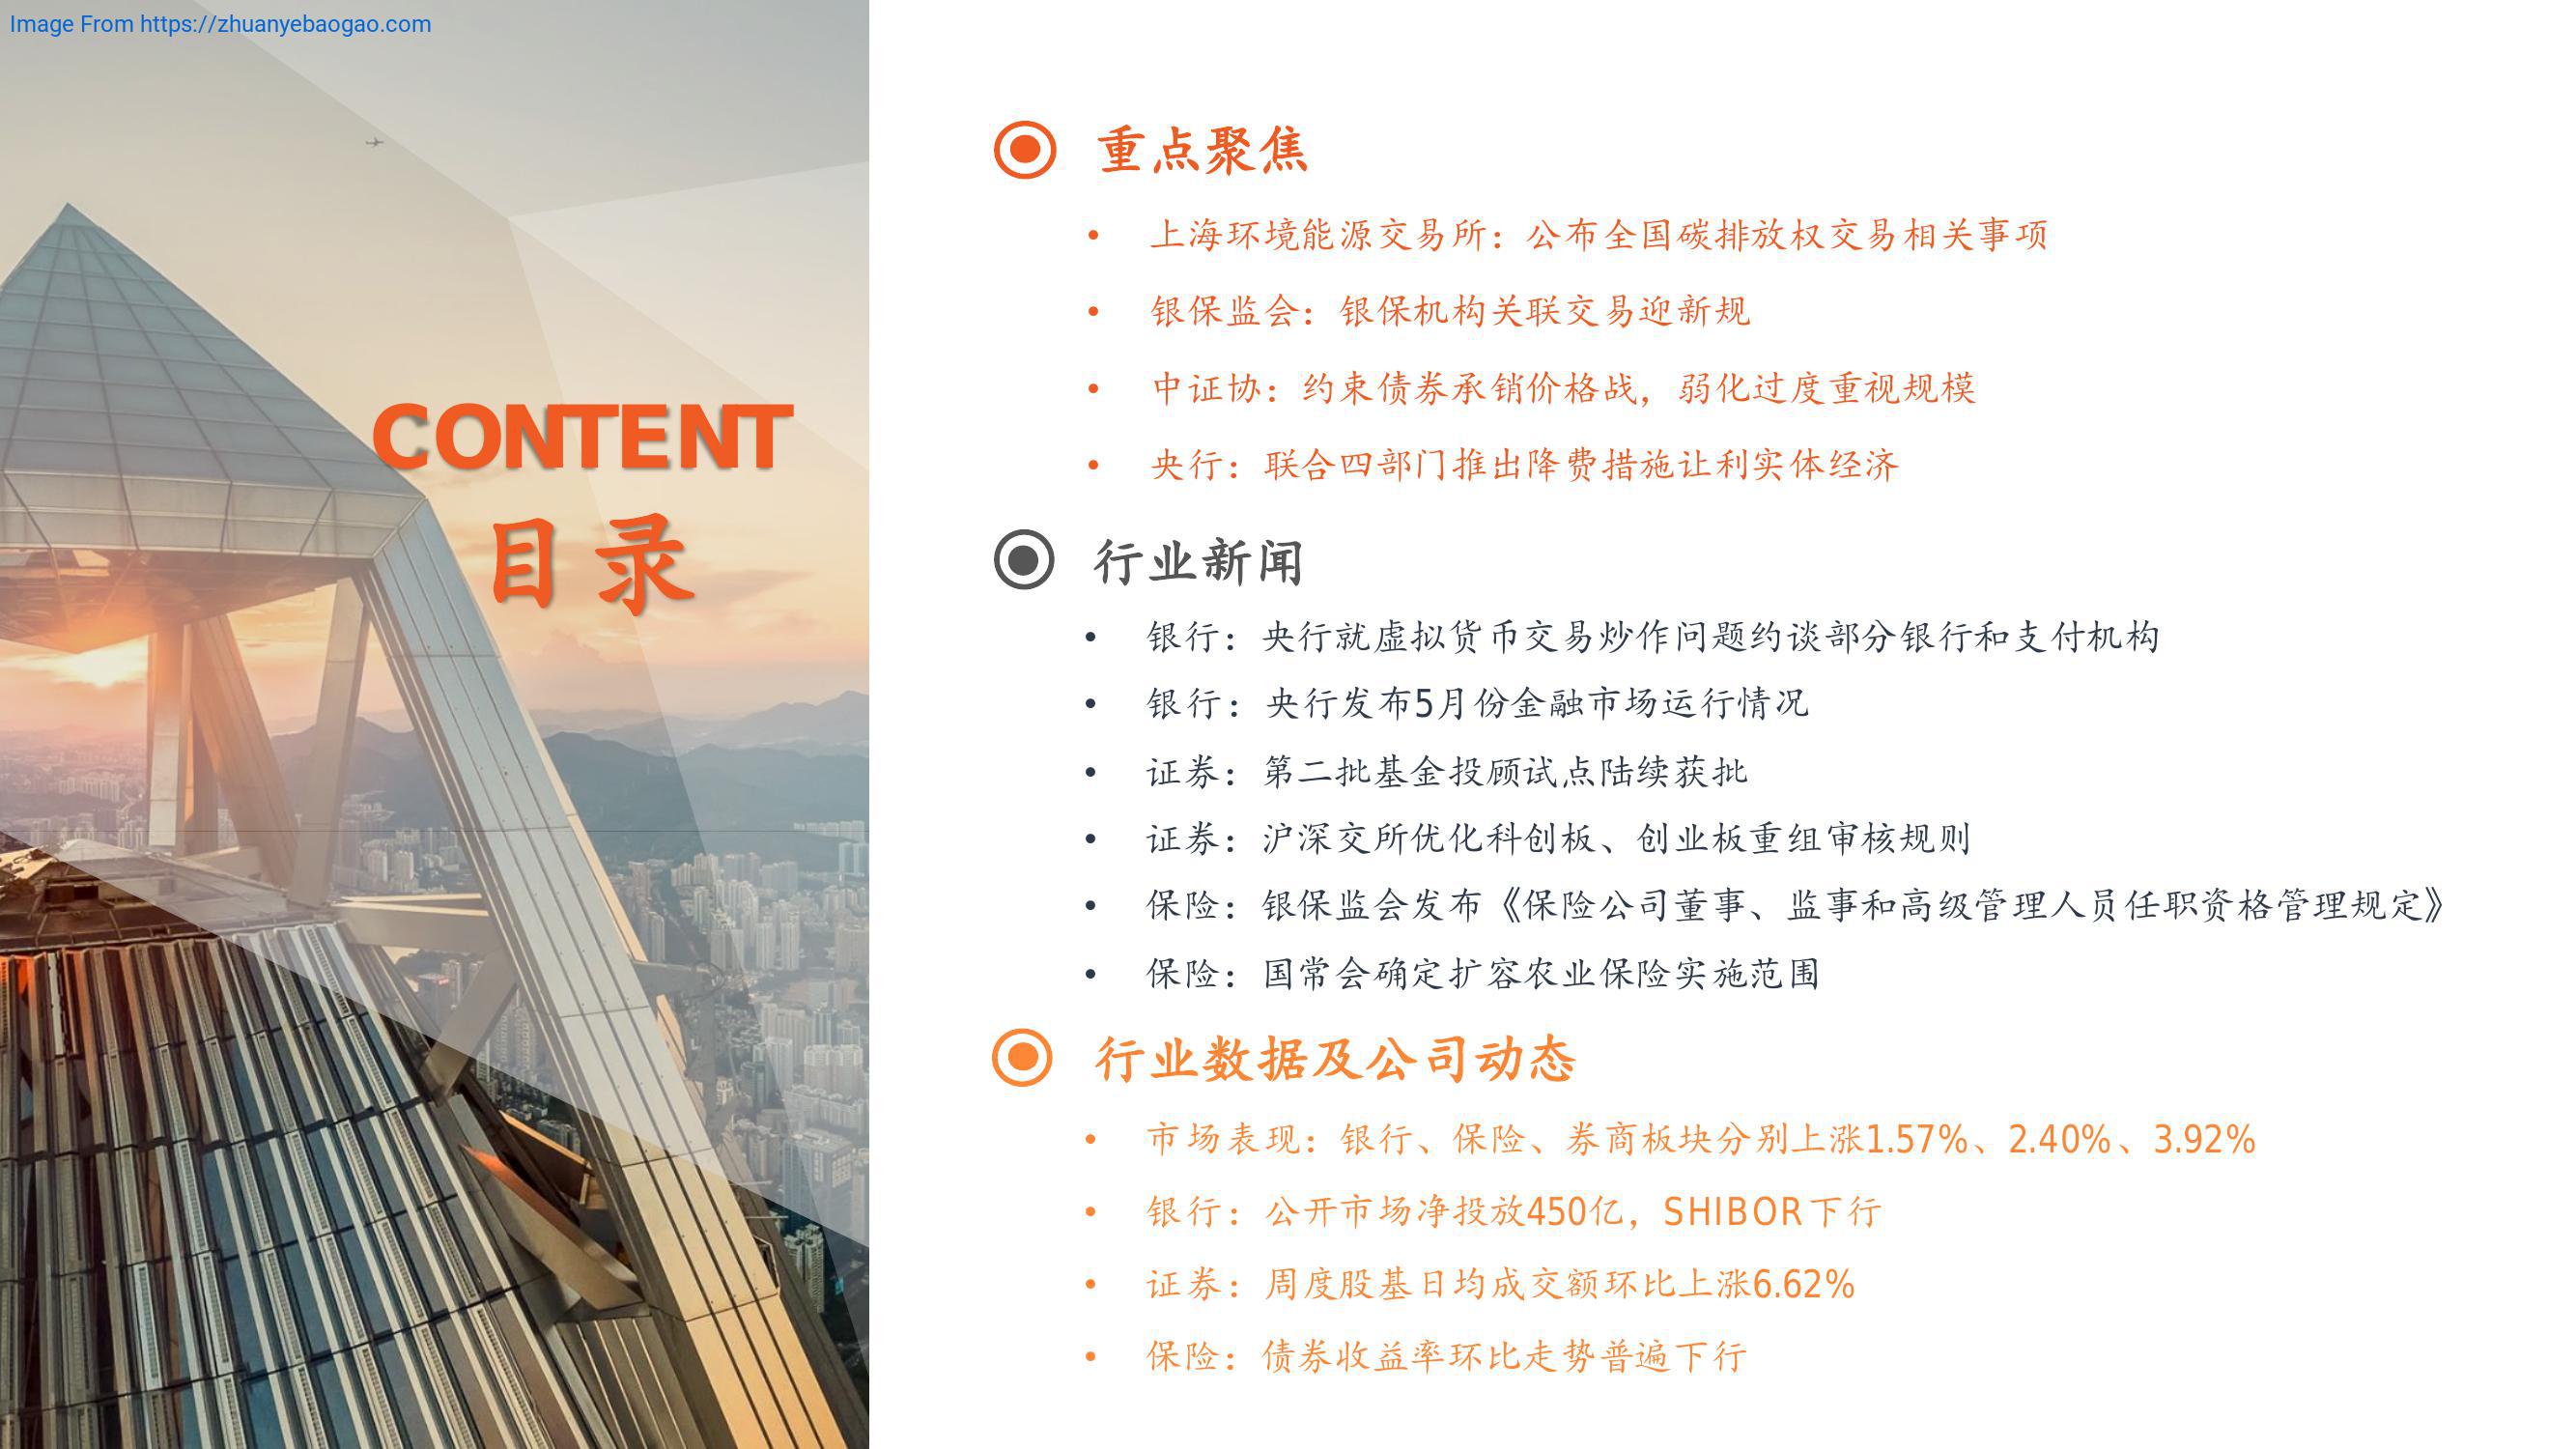 Image From https://zhuanyebaogao.com
CONTENT
目录
重点聚焦
• 上海环境能源交易所：公布全国碳排放权交易相关事项
• 银保监会：银保机构关联交易迎新规
• 中证协：约束债券承销价格战，弱化过度重视规模
• 央行：联合四部门推出降费措施让利实体经济
行业新闻
• 银行：央行就虚拟货币交易炒作问题约谈部分银行和支付机构
• 银行：央行发布5月份金融市场运行情况
• 证券：第二批基金投顾试点陆续获批
• 证券：沪深交所优化科创板、创业板重组审核规则
• 保险：银保监会发布《保险公司董事、监事和高级管理人员任职资格管理规定》
• 保险：国常会确定扩容农业保险实施范围
行业数据及公司动态
• 市场表现：银行、保险、券商板块分别上涨1.57%、2.40%、3.92%
• 银行：公开市场净投放450亿，SHIBOR下行
• 证券：周度股基日均成交额环比上涨6.62%
• 保险：债券收益率环比走势普遍下行